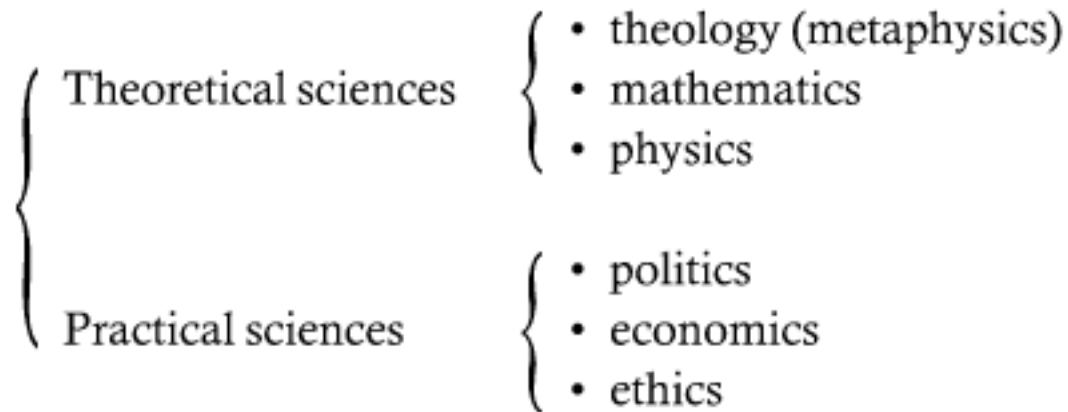 Theoretical sciences
• theology (metaphysics)
• mathematics
• physics
Practical sciences
• politics
• economics
• ethics